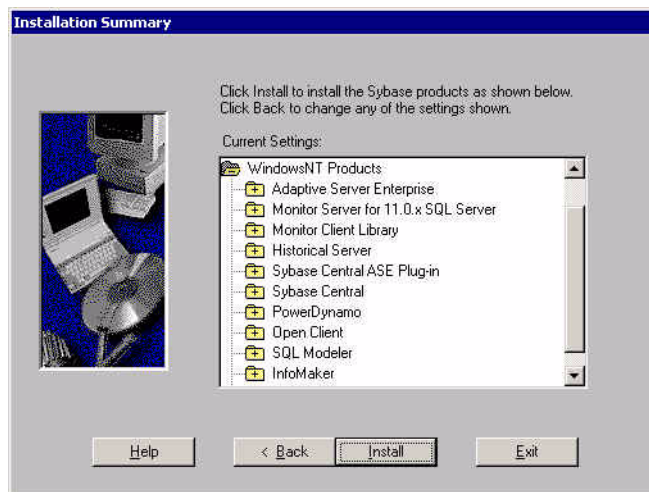 Installation Summary
Click Install to install the Sybase products as shown below.
Click Back to change any of the settings shown.
Current Settings:
WindowsNT Products
Adaptive Server Enterprise
Monitor Server for 11.0.x SQL Server
Monitor Client Library
Historical Server
Sybase Central ASE Plug-in
Sybase Central
PowerDynamo
Open Client
SQL Modeler
InfoMaker
Help
< Back
Install
Exit